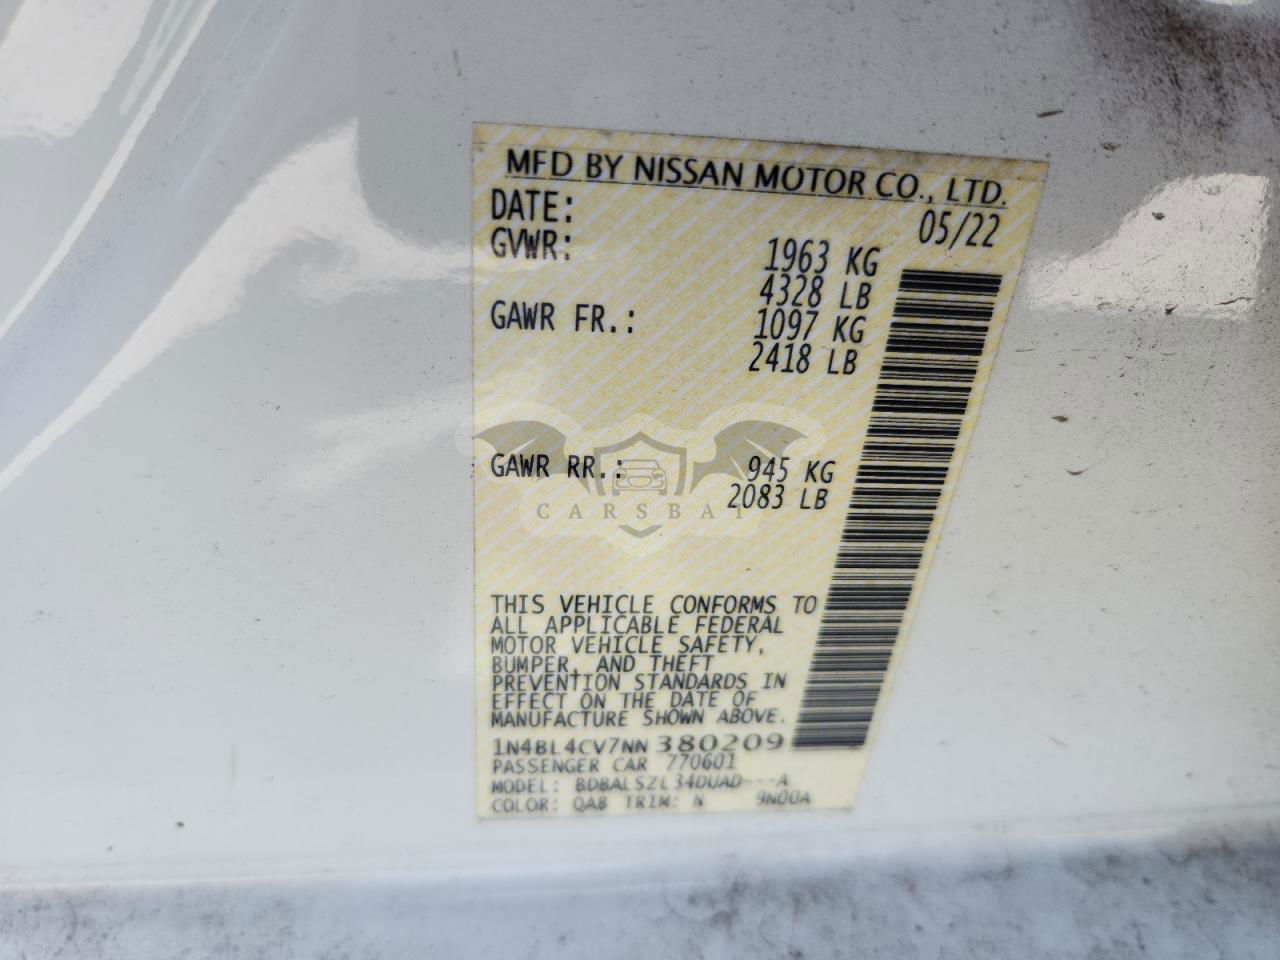 MFD BY NISSAN MOTOR CO., LTD.
DATE: 05/22
GVWR: 1963 KG
4328 LB
GAWR FR.: 1097 KG
2418 LB
GAWR RR.: 945 KG
2083 LB
CARSBAT
THIS VEHICLE CONFORMS TO
ALL APPLICABLE FEDERAL
MOTOR VEHICLE SAFETY,
BUMPER, AND THEFT
PREVENTION STANDARDS IN
EFFECT ON THE DATE OF
MANUFACTURE SHOWN ABOVE.
1N4BL4CV7NN380209
PASSENGER CAR 770601
MODEL: BDBALSZL34DUAD---A
COLOR: QAB TRIM: N 9N00A